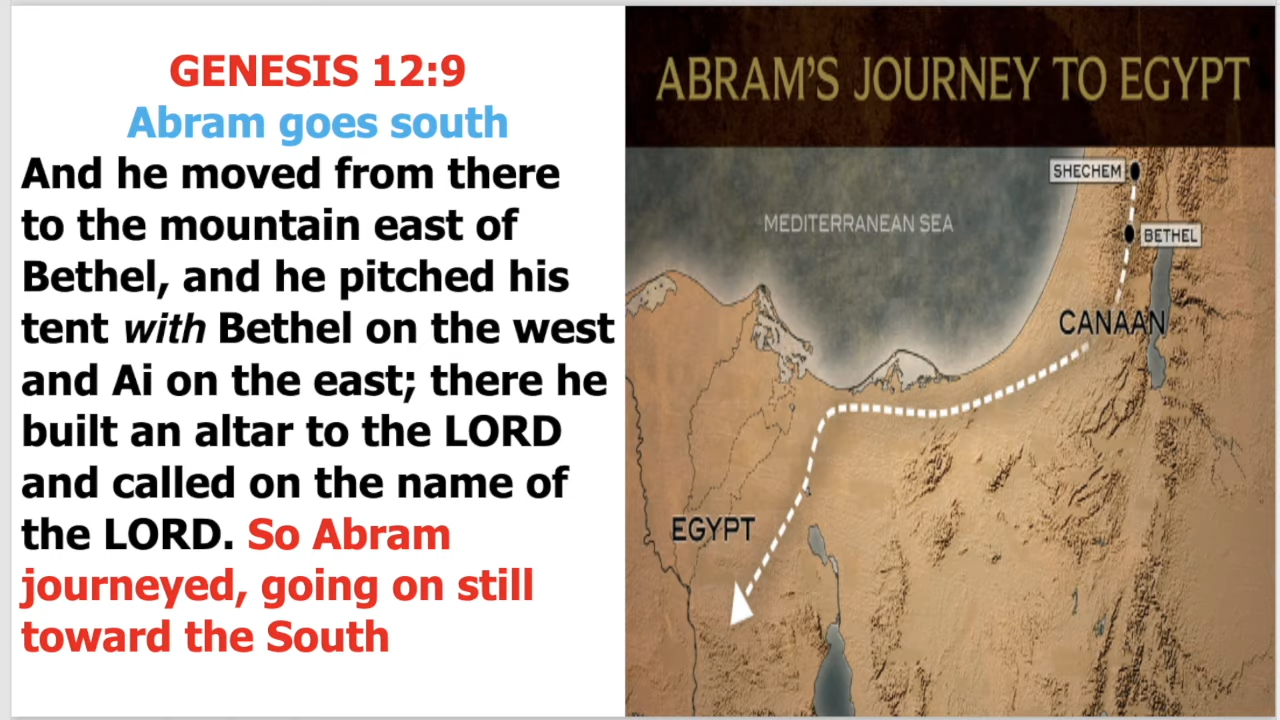 GENESIS 12:9
Abram goes south
And he moved from there
to the mountain east of
Bethel, and he pitched his
tent with Bethel on the west
and Ai on the east; there he
built an altar to the LORD
and called on the name of
the LORD. So Abram
journeyed, going on still
toward the South
ABRAM'S JOURNEY TO EGYPT
SHECHEM
MEDITERRANEAN SEA
BETHEL
CANAAN
EGYPT